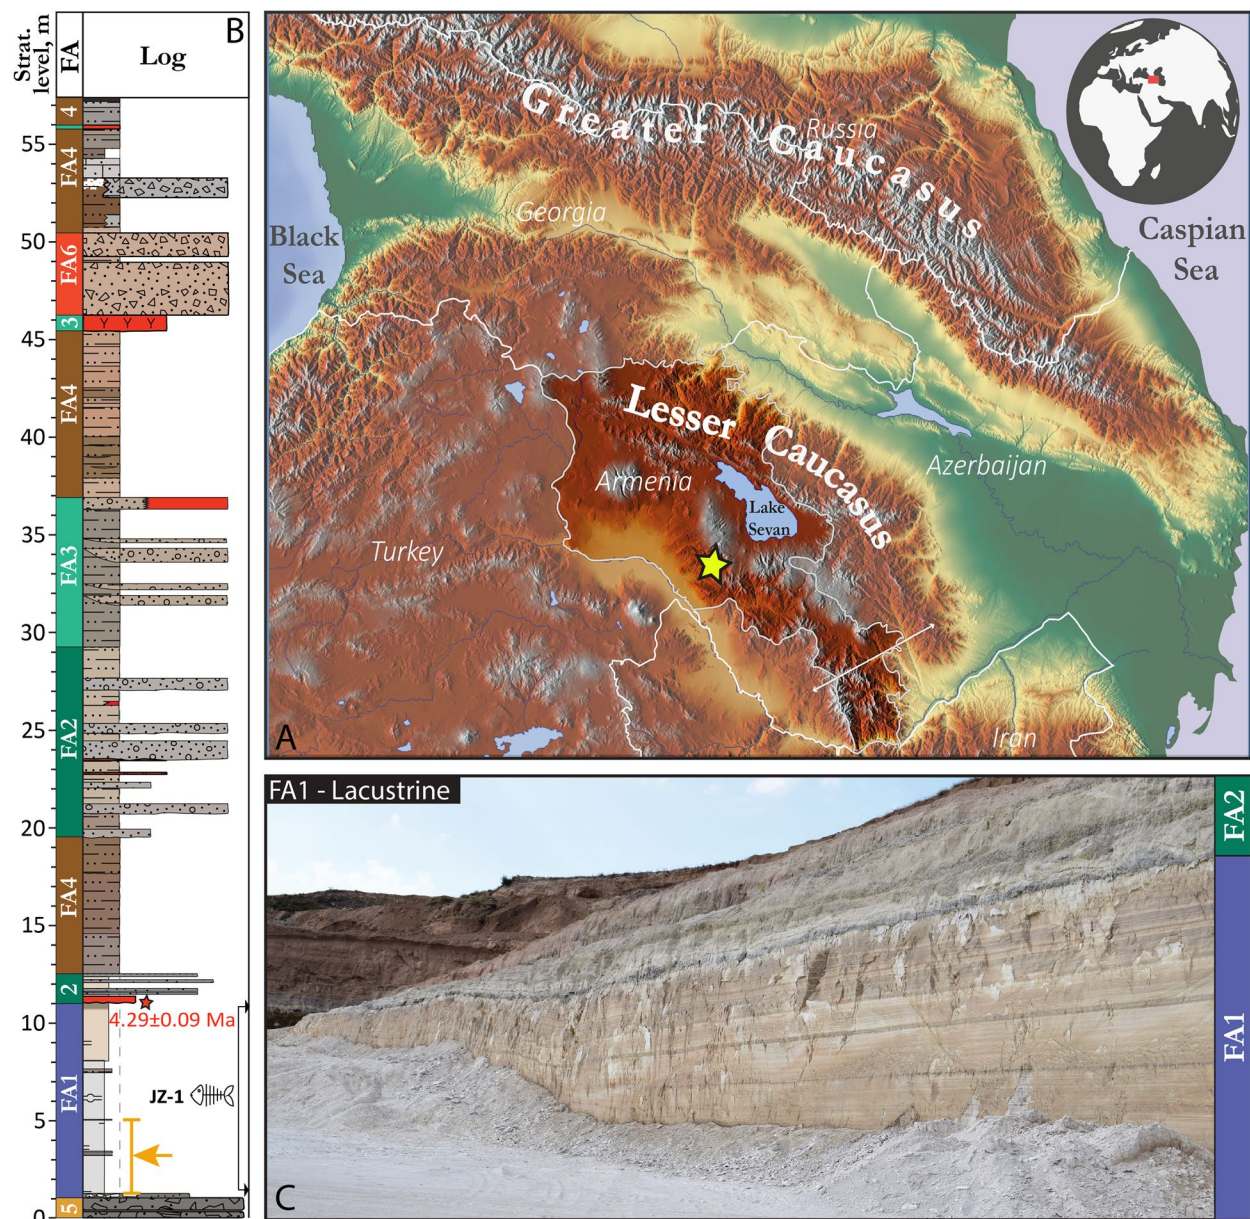 B
Strat. level, m
FA
Log
4
55
FA4
50
FA6
3
45
FA4
40
35
FA3
30
FA2
25
20
FA4
15
2
10
4.29±0.09 Ma
FA1
JZ-1
5
5
0
Y Y Y
Greater Caucasus
Russia
Georgia
Black
Sea
Caspian
Sea
Lesser Caucasus
Armenia
Azerbaijan
Lake
Sevan
Turkey
Iran
A
FA1 - Lacustrine
FA2
FA1
C